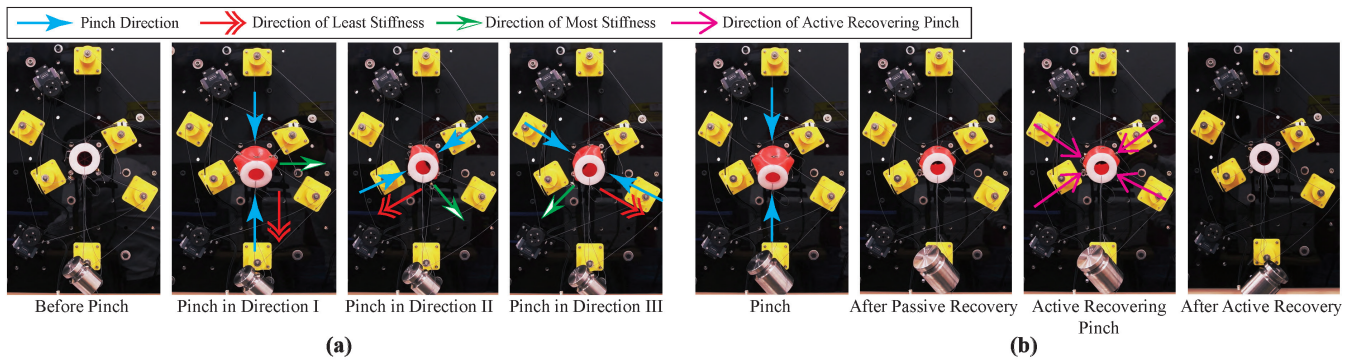 Pinch Direction
Direction of Least Stiffness
Direction of Most Stiffness
Direction of Active Recovering Pinch
Before Pinch
Pinch in Direction I
Pinch in Direction II
Pinch in Direction III
Pinch
After Passive Recovery
Active Recovering
Pinch
After Active Recovery
(a)
(b)